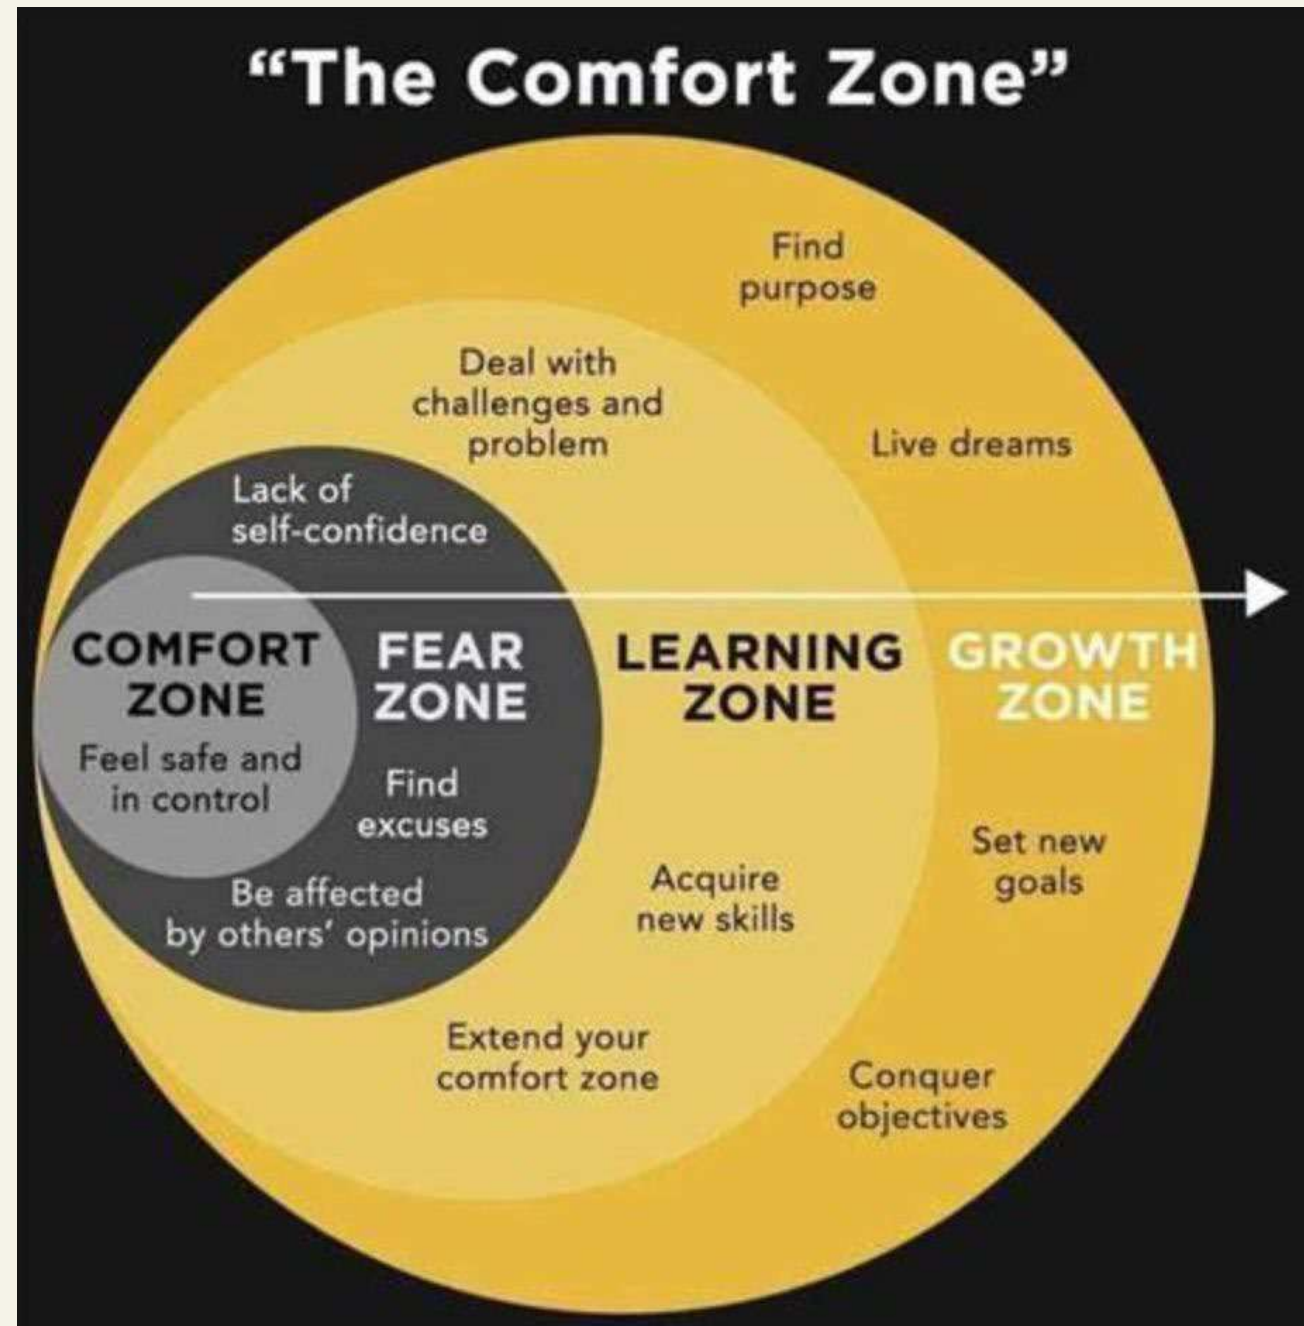 “The Comfort Zone”
Find
purpose
Deal with
challenges and
problem
Live dreams
Lack of
self-confidence
COMFORT
ZONE
Feel safe and
in control
FEAR
ZONE
Find
excuses
Be affected
by others’ opinions
LEARNING
ZONE
Acquire
new skills
Extend your
comfort zone
GROWTH
ZONE
Set new
goals
Conquer
objectives